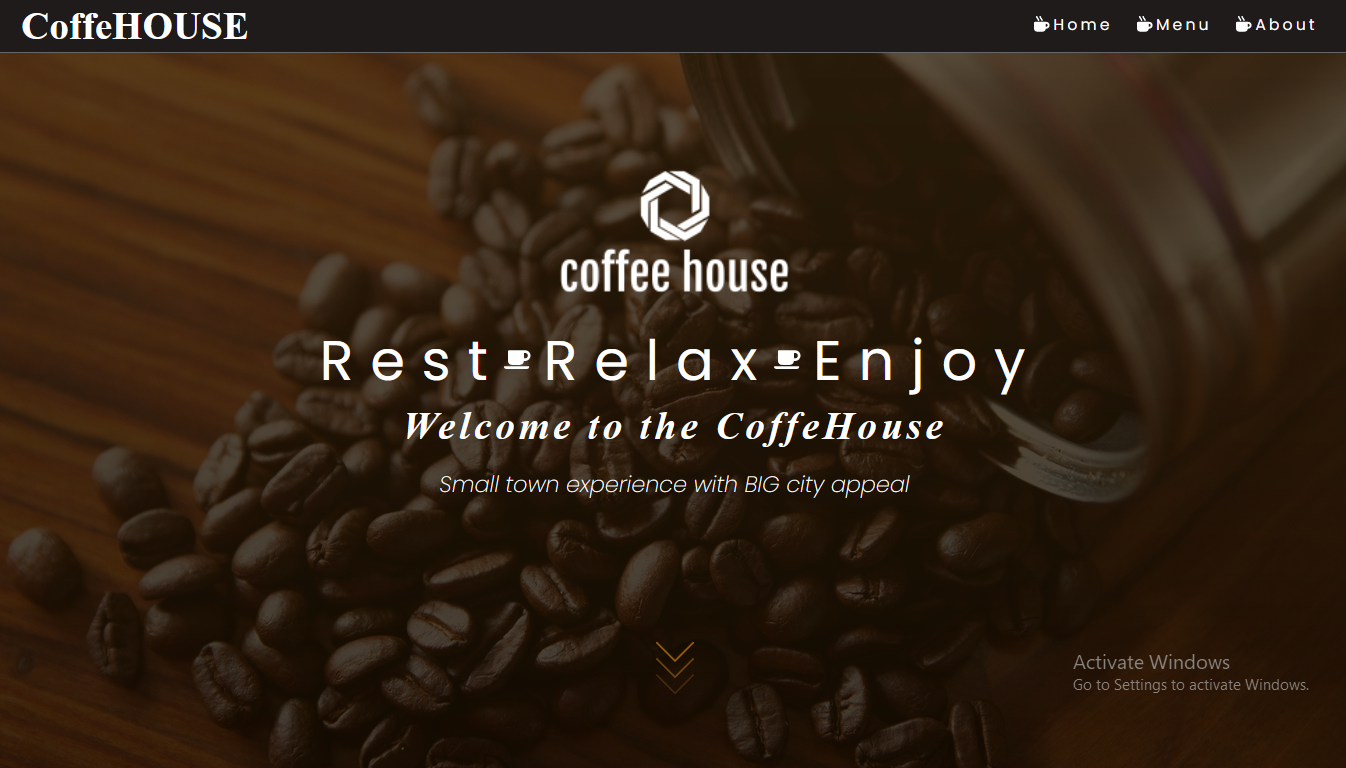 CoffeHOUSE
Home Menu About
coffee house
Rest Relax Enjoy
Welcome to the CoffeHouse
Small town experience with BIG city appeal
Activate Windows
Go to Settings to activate Windows.